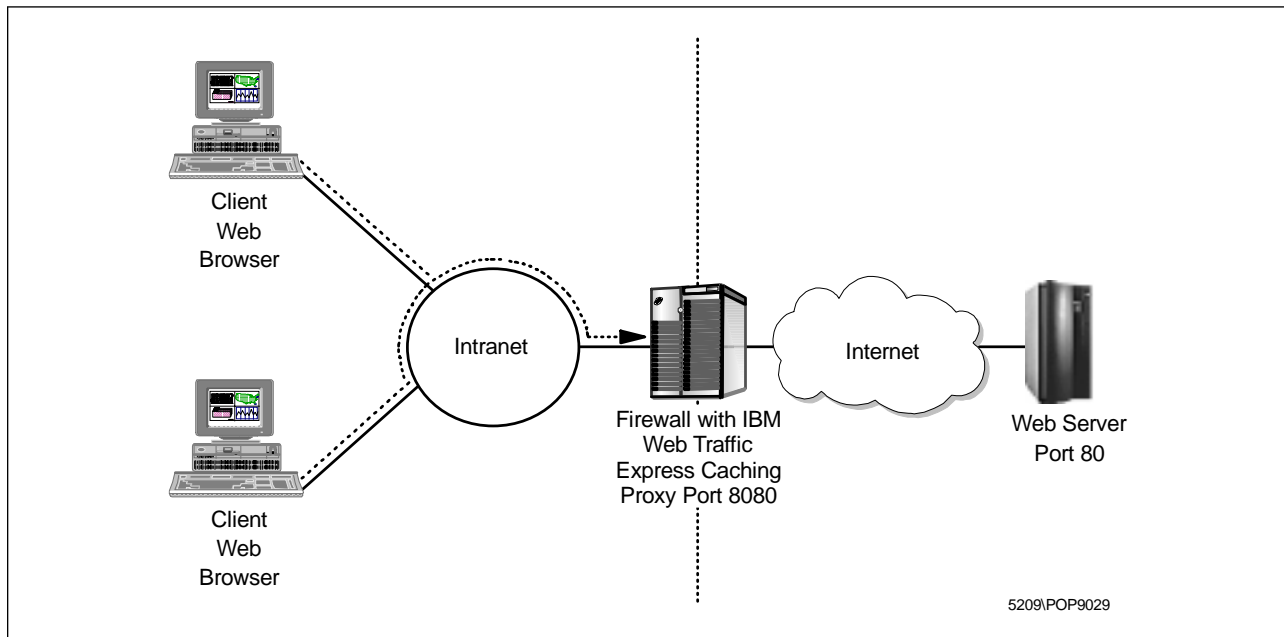 Client
Web
Browser
Intranet
Firewall with IBM
Web Traffic
Express Caching
Proxy Port 8080
Internet
Web Server
Port 80
Client
Web
Browser
5209\POP9029